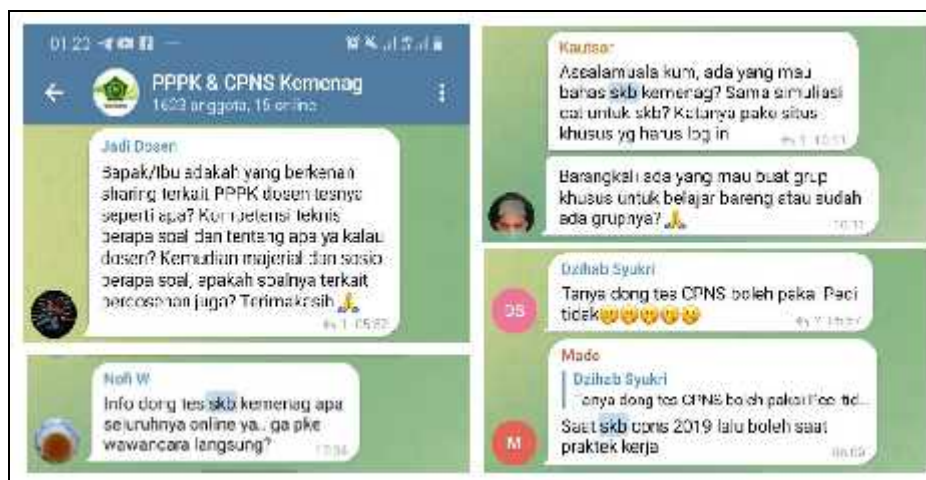 01:22
PPPK & CPNS Kemenag
1623 anggota, 15 online
Jadi Dosen
Bapak/Ibu adakah yang berkenan
sharing terkait PPPK dosen tesnya
seperti apa? Kompetensi teknis
berapa soal dan tentang apa ya kalau
dosen? Kemudian majerial dan sosio
berapa soal, apakah soalnya terkait
perdosenan juga? Terimakasih 🙏
Nofi W
Info dong tes skb kemenag apa
seluruhnya online ya.. ga pke
wawancara langsung?
Kautsar
Assalamuala kum, ada yang mau
bahas skb kemenag? Sama simuliasi
cat untuk skb? Katanya pake situs
khusus yg harus log in
Barangkali ada yang mau buat grup
khusus untuk belajar bareng atau sudah
ada grupnya? 🙏
DS
Dzihab Syukri
Tanya dong tes CPNS boleh pakai Peci
tidak
M
Made
Dzihab Syukri
Tanya dong tes CPNS boleh pakai Peci tid...
Saat skb cpns 2019 lalu boleh saat
praktek kerja